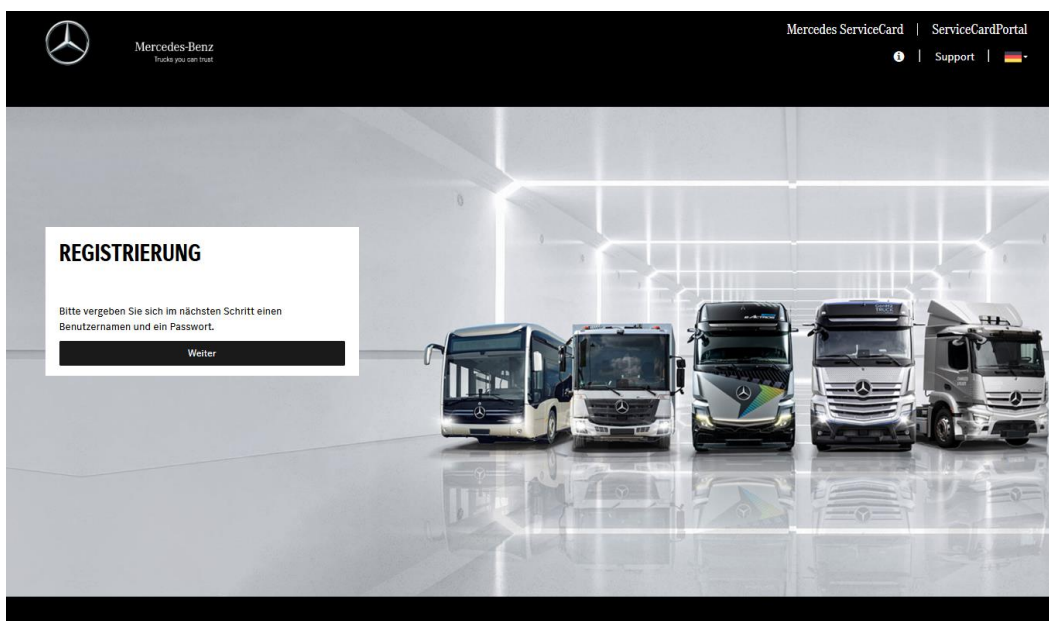 Mercedes-Benz
Trucks you can trust
Mercedes ServiceCard | ServiceCardPortal
Support
REGISTRIERUNG
Bitte vergeben Sie sich im nächsten Schritt einen
Benutzernamen und ein Passwort.
Weiter